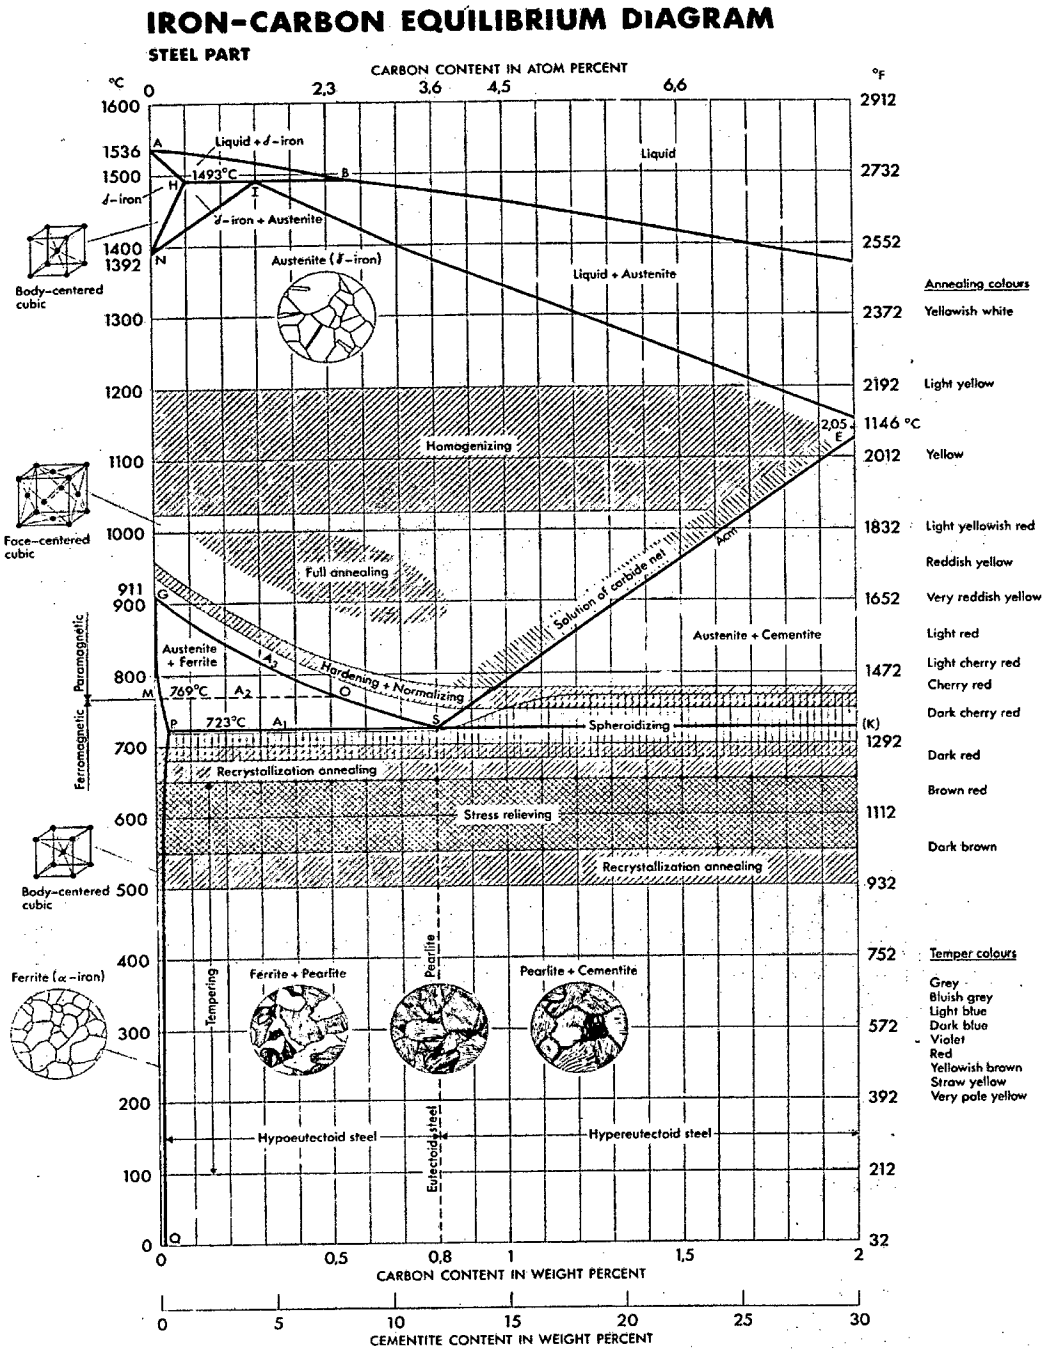 IRON-CARBON EQUILIBRIUM DIAGRAM
STEEL PART
CARBON CONTENT IN ATOM PERCENT
°C
0
2,3
3,6
4,5
6,6
°F
1600
2912
A
Liquid + δ-iron
1536
Liquid
1500
H
1493°C
B
2732
I
δ-iron
δ-iron + Austenite
1400
N
2552
1392
Austenite (γ-iron)
Liquid + Austenite
Body-centered
cubic
Annealing colours
1300
2372
Yellowish white
1200
2192
Light yellow
2,05
E
1146 °C
Homogenizing
1100
2012
Yellow
1000
1832
Light yellowish red
Face-centered
cubic
Acm
Reddish yellow
Full annealing
Solution of carbide net
911
G
900
1652
Very reddish yellow
Paramagnetic
Austenite
+ Ferrite
A3
Austenite + Cementite
Light red
800
Hardening + Normalizing
1472
Light cherry red
M
769°C
A2
O
Cherry red
P
723°C
A1
S
Spheroidizing
(K)
Dark cherry red
700
1292
Ferromagnetic
Dark red
Recrystallization annealing
Brown red
600
Stress relieving
1112
Dark brown
Recrystallization annealing
Body-centered
cubic
500
932
400
752
Temper colours
Ferrite (α-iron)
Tempering
Ferrite + Pearlite
Pearlite
Pearlite + Cementite
Grey
Bluish grey
Light blue
300
572
Dark blue
Violet
Red
Yellowish brown
Straw yellow
200
392
Very pale yellow
Hypoeutectoid steel
Eutectoid steel
Hypereutectoid steel
100
212
Q
0
32
0
0,5
0,8
1
1,5
2
CARBON CONTENT IN WEIGHT PERCENT
0
5
10
15
20
25
30
CEMENTITE CONTENT IN WEIGHT PERCENT